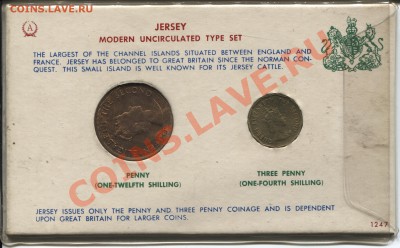 COINS.LAVE.RU
JERSEY
MODERN UNCIRCULATED TYPE SET
A
THE LARGEST OF THE CHANNEL ISLANDS SITUATED BETWEEN ENGLAND AND
FRANCE. JERSEY HAS BELONGED TO GREAT BRITAIN SINCE THE NORMAN CON-
QUEST. THIS SMALL ISLAND IS WELL KNOWN FOR ITS JERSEY CATTLE.
COINS.LAVE.RU
PENNY
(ONE-TWELFTH SHILLING)
THREE PENNY
(ONE-FOURTH SHILLING)
JERSEY ISSUES ONLY THE PENNY AND THREE PENNY COINAGE AND IS DEPENDENT
UPON GREAT BRITAIN FOR LARGER COINS.
1247